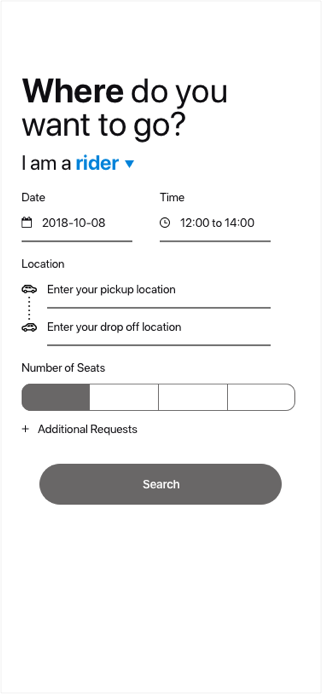 Where do you
want to go?
I am a rider
Date
Time
2018-10-08
12:00 to 14:00
Location
Enter your pickup location
Enter your drop off location
Number of Seats
+ Additional Requests
Search